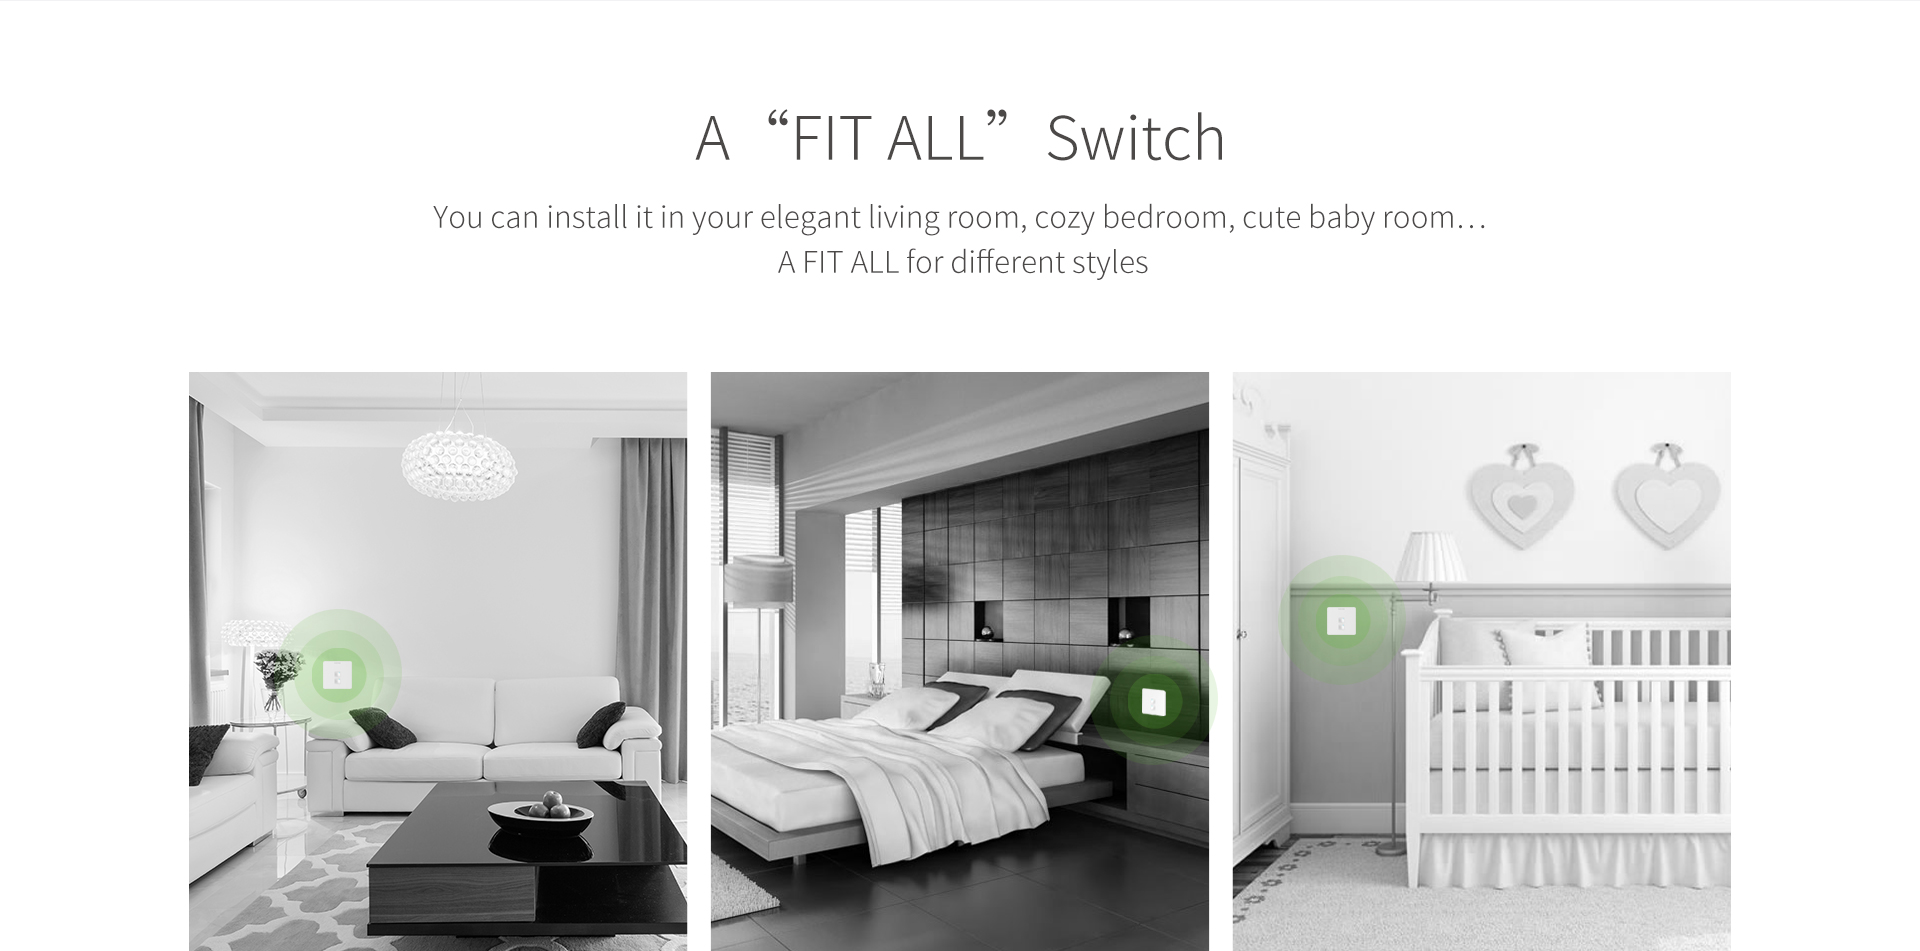 A “FIT ALL” Switch
You can install it in your elegant living room, cozy bedroom, cute baby room…
A FIT ALL for different styles